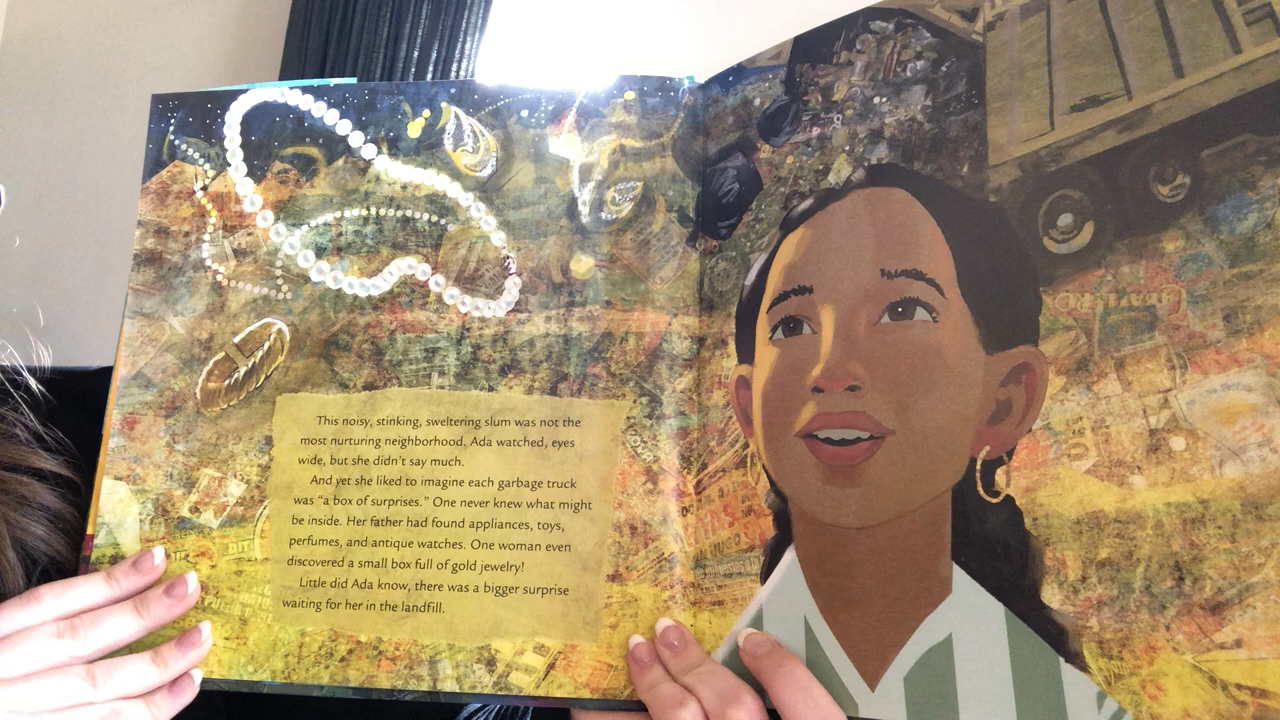 This noisy, stinking, sweltering slum was not the
most nurturing neighborhood. Ada watched, eyes
wide, but she didn't say much.
And yet she liked to imagine each garbage truck
was “a box of surprises.” One never knew what might
be inside. Her father had found appliances, toys,
perfumes, and antique watches. One woman even
discovered a small box full of gold jewelry!
Little did Ada know, there was a bigger surprise
waiting for her in the landfill.